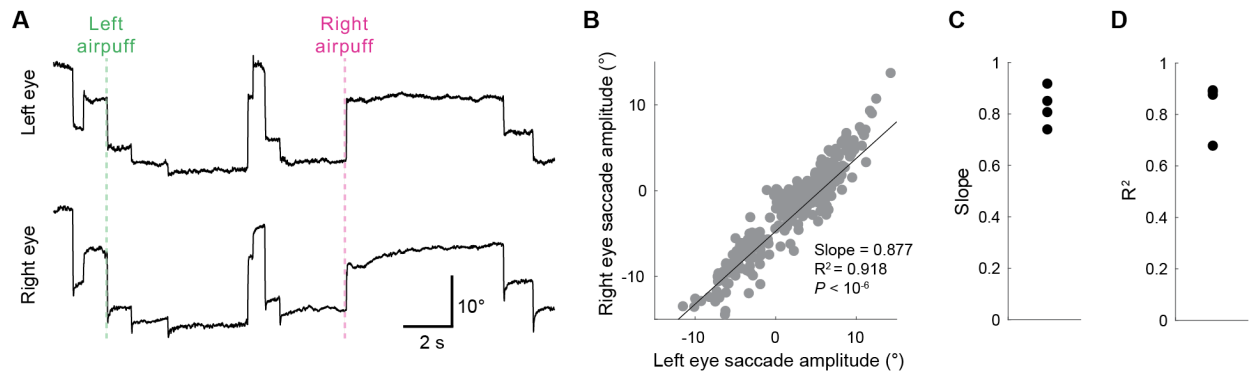 A
Left
airpuff
Right
airpuff
Left eye
Right eye
10°
2 s
B
Right eye saccade amplitude (°)
10
0
-10
Slope = 0.877
R² = 0.918
P < 10⁻⁶
-10
0
10
Left eye saccade amplitude (°)
C
Slope
1
0.8
0.6
0.4
0.2
0
D
R²
1
0.8
0.6
0.4
0.2
0